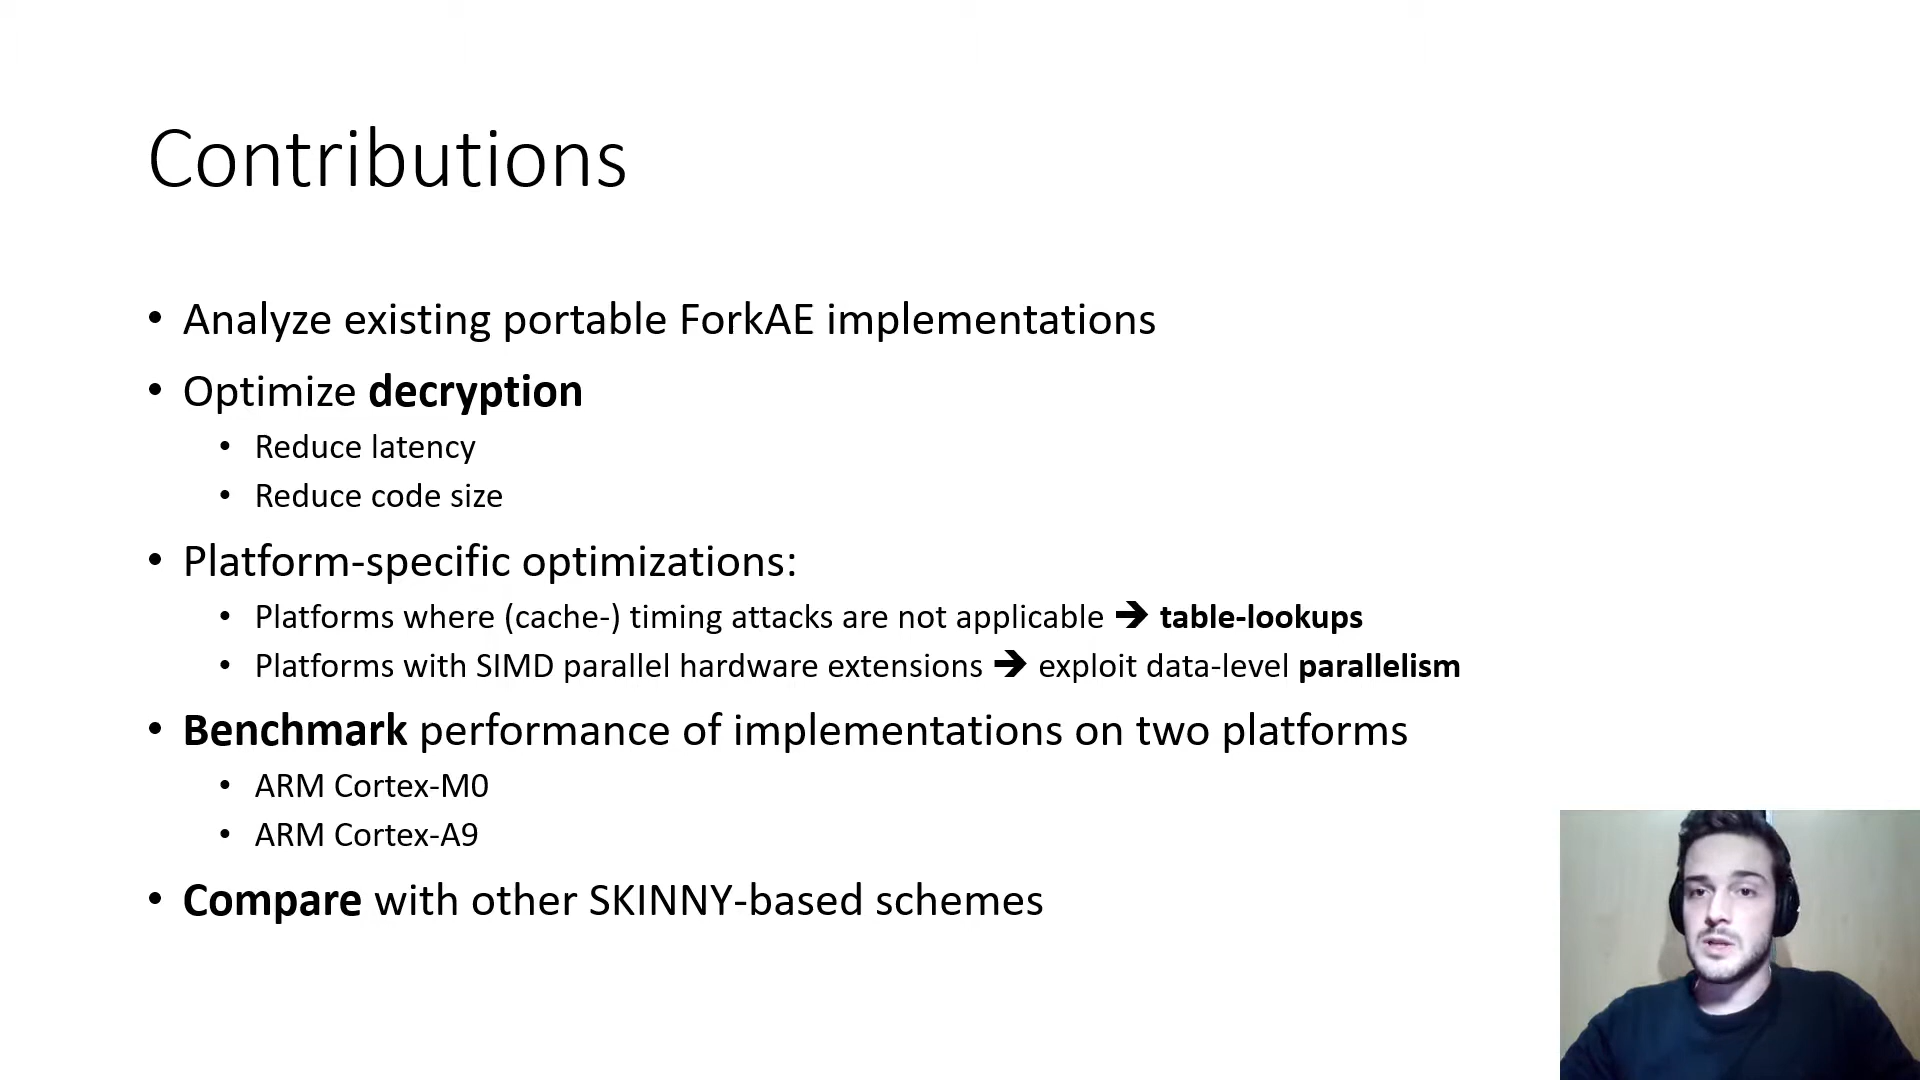 Contributions
• Analyze existing portable ForkAE implementations
• Optimize decryption
• Reduce latency
• Reduce code size
• Platform-specific optimizations:
• Platforms where (cache-) timing attacks are not applicable ➔ table-lookups
• Platforms with SIMD parallel hardware extensions ➔ exploit data-level parallelism
• Benchmark performance of implementations on two platforms
• ARM Cortex-M0
• ARM Cortex-A9
• Compare with other SKINNY-based schemes